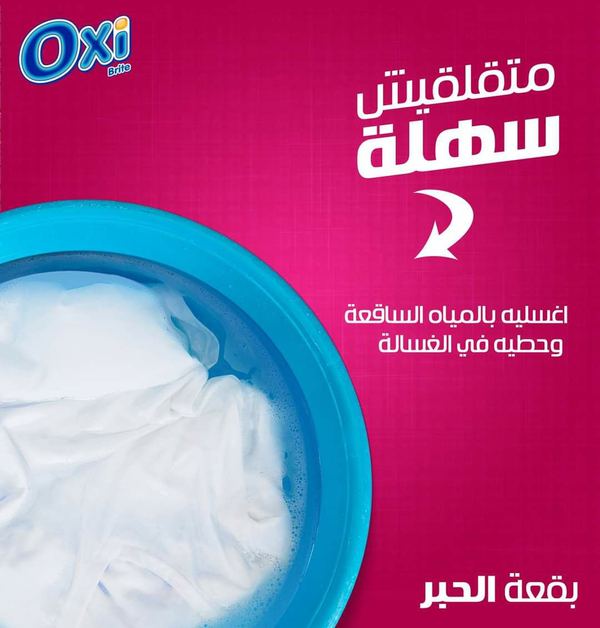 Oxi
Brite
متقلقيش
سهلة
اغسليه بالمياه الساقعة
وحطيه في الغسالة
بقعة الحبر